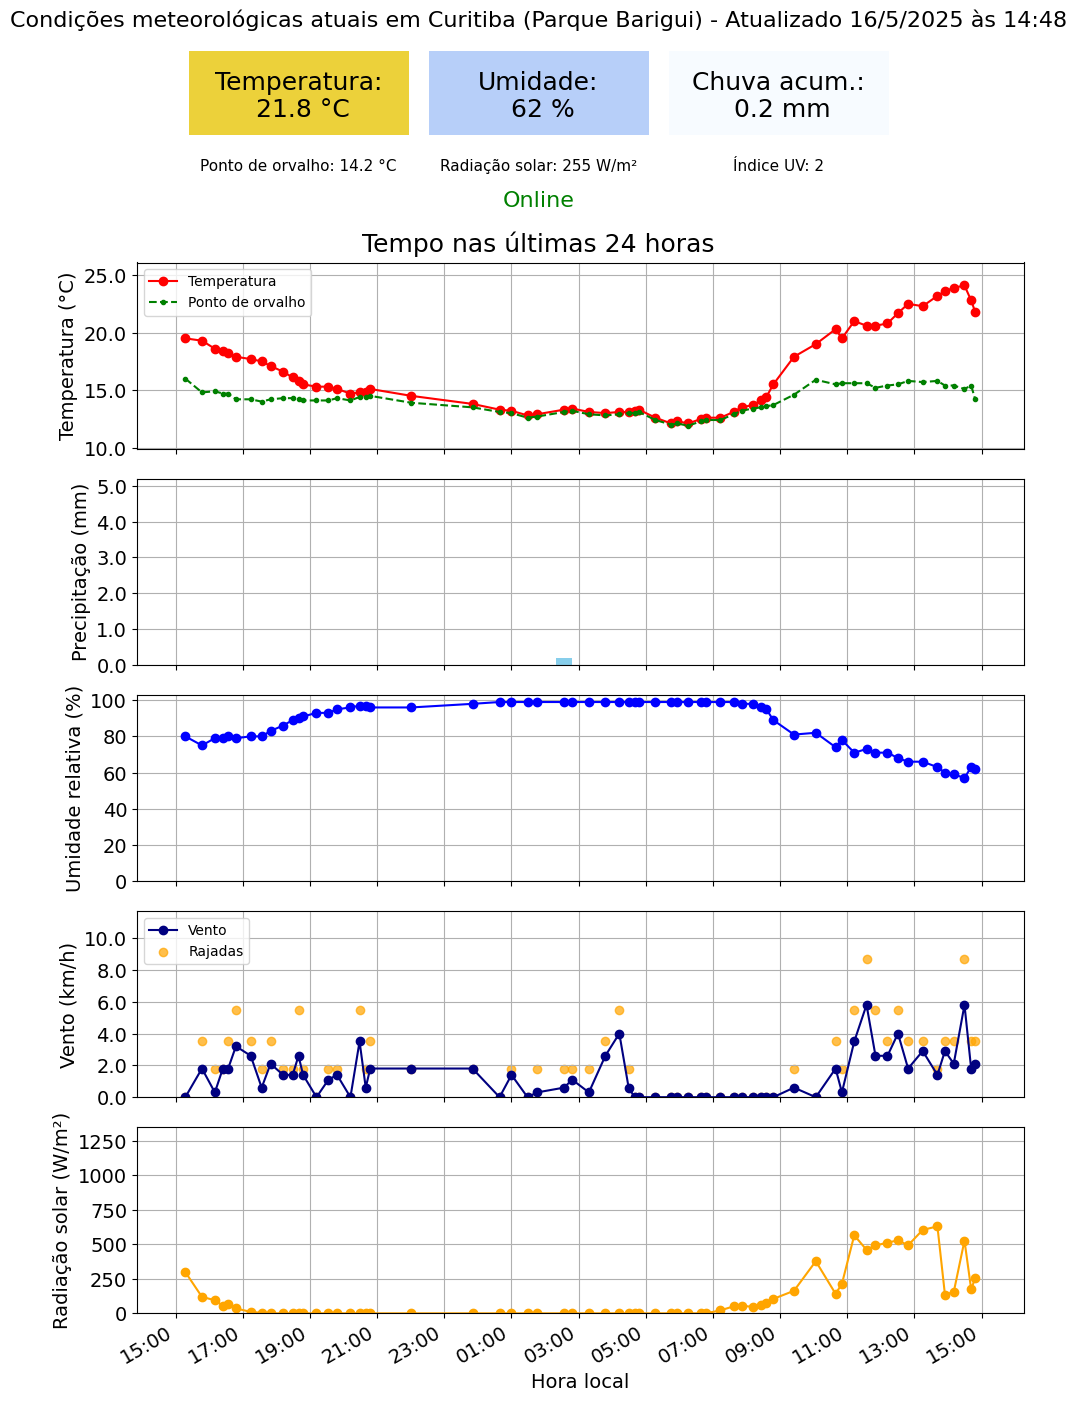 Condições meteorológicas atuais em Curitiba (Parque Barigui) - Atualizado 16/5/2025 às 14:48
Temperatura:
21.8 °C
Umidade:
62 %
Chuva acum.:
0.2 mm
Ponto de orvalho: 14.2 °C
Radiação solar: 255 W/m²
Índice UV: 2
Online
Tempo nas últimas 24 horas
Temperatura (°C)
25.0
20.0
15.0
10.0
Temperatura
Ponto de orvalho
Precipitação (mm)
5.0
4.0
3.0
2.0
1.0
0.0
Umidade relativa (%)
100
80
60
40
20
0
Vento (km/h)
10.0
8.0
6.0
4.0
2.0
0.0
Vento
Rajadas
Radiação solar (W/m²)
1250
1000
750
500
250
0
15:00
17:00
19:00
21:00
23:00
01:00
03:00
05:00
07:00
09:00
11:00
13:00
15:00
Hora local